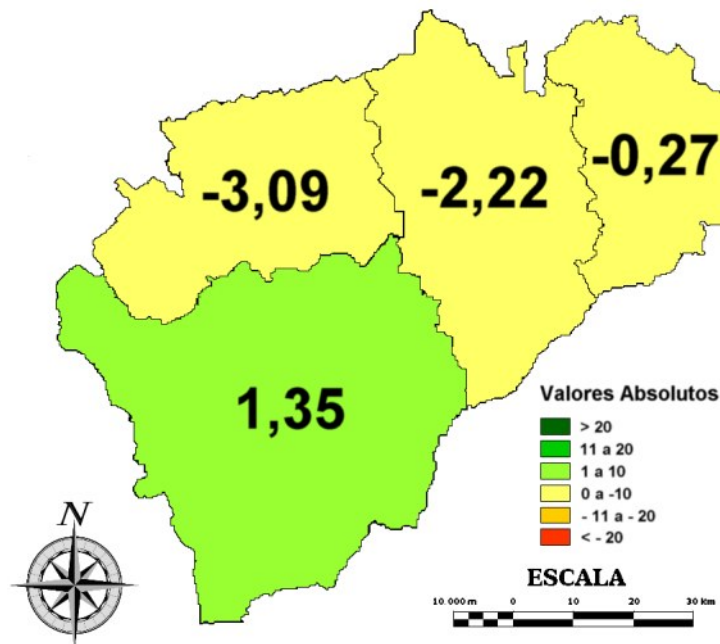 -0,27
-3,09
-2,22
1,35
Valores Absolutos
> 20
11 a 20
1 a 10
0 a -10
- 11 a - 20
< - 20
N
ESCALA
10.000 m 0 10 20 30 km